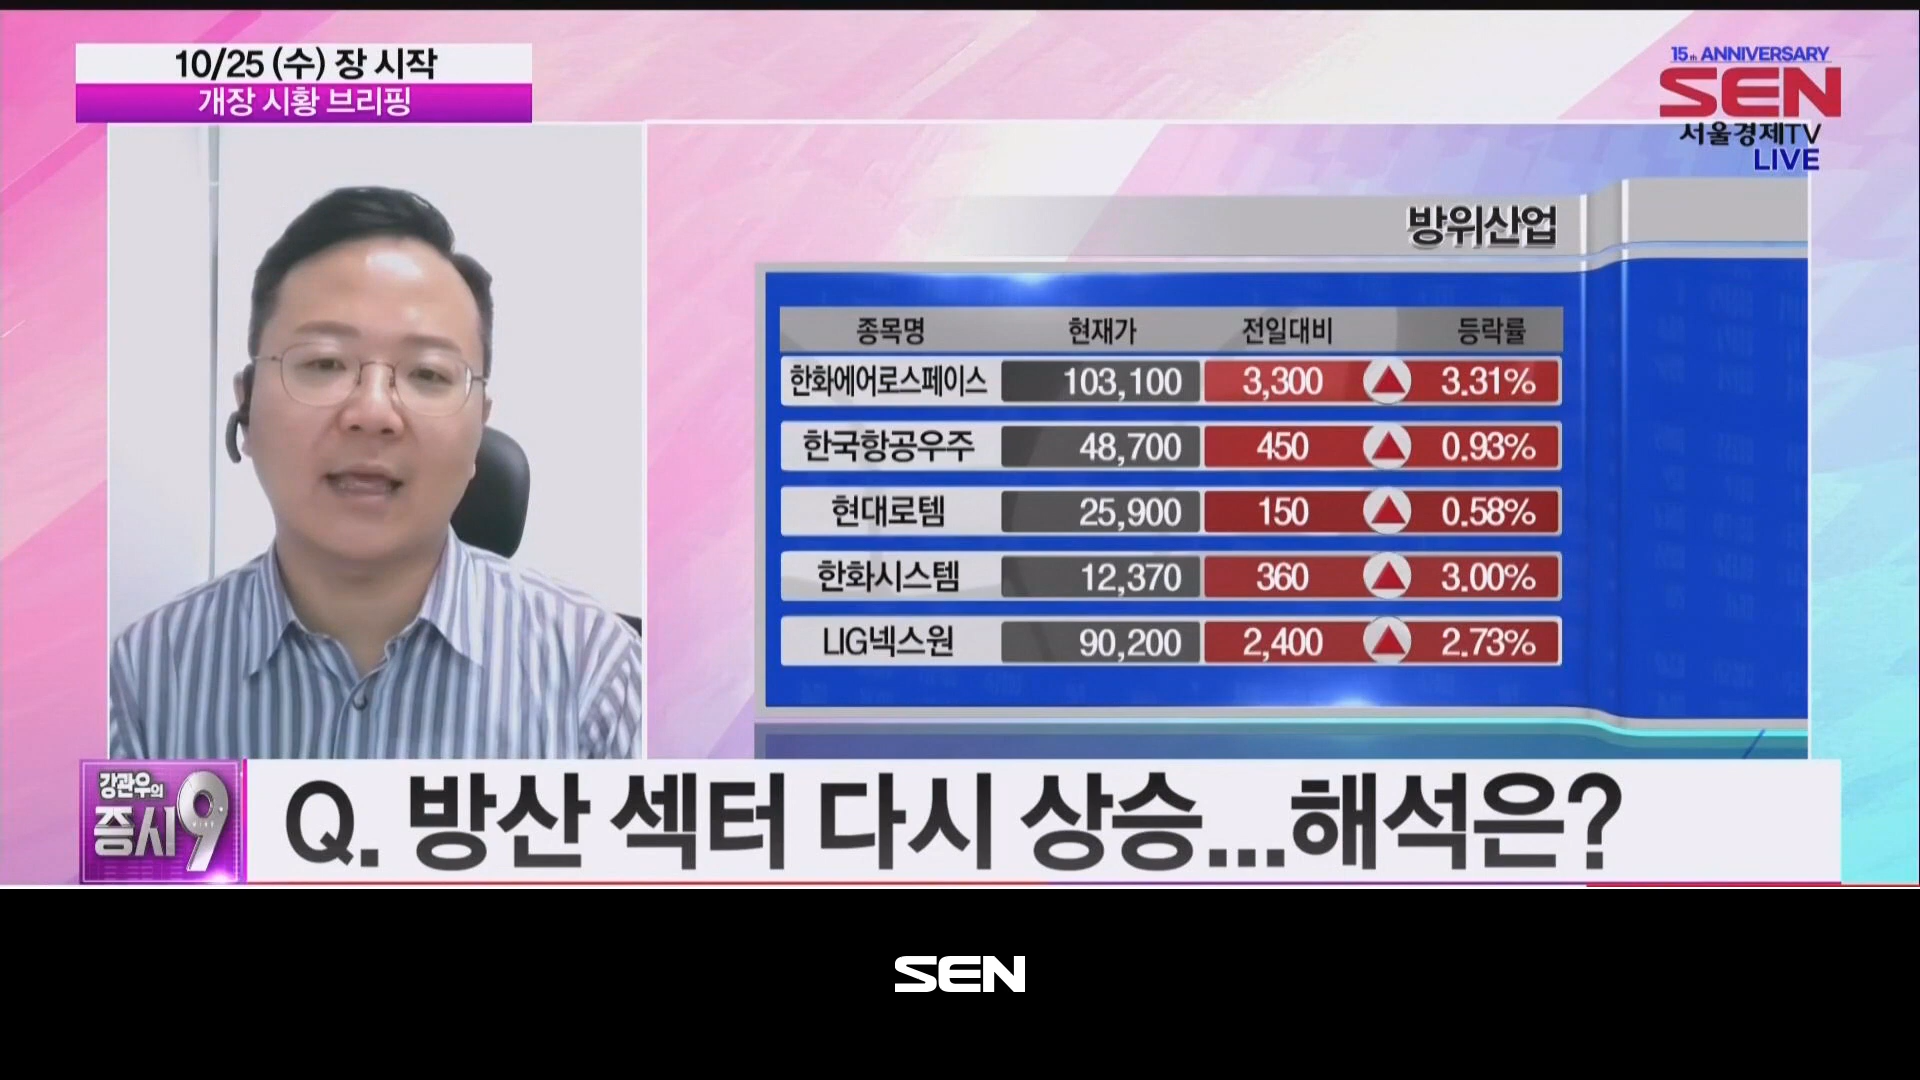 10/25 (수) 장 시작
개장 시황 브리핑
15th ANNIVERSARY
SEN
서울경제TV
LIVE
방위산업
종목명 현재가 전일대비 등락률
한화에어로스페이스 103,100 3,300 ▲ 3.31%
한국항공우주 48,700 450 ▲ 0.93%
현대로템 25,900 150 ▲ 0.58%
한화시스템 12,370 360 ▲ 3.00%
LIG넥스원 90,200 2,400 ▲ 2.73%
강관우의
증시9
Q. 방산 섹터 다시 상승...해석은?
SEN